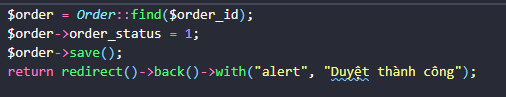 $order = Order::find($order_id);
$order->order_status = 1;
$order->save();
return redirect()->back()->with("alert", "Duyệt thành công");